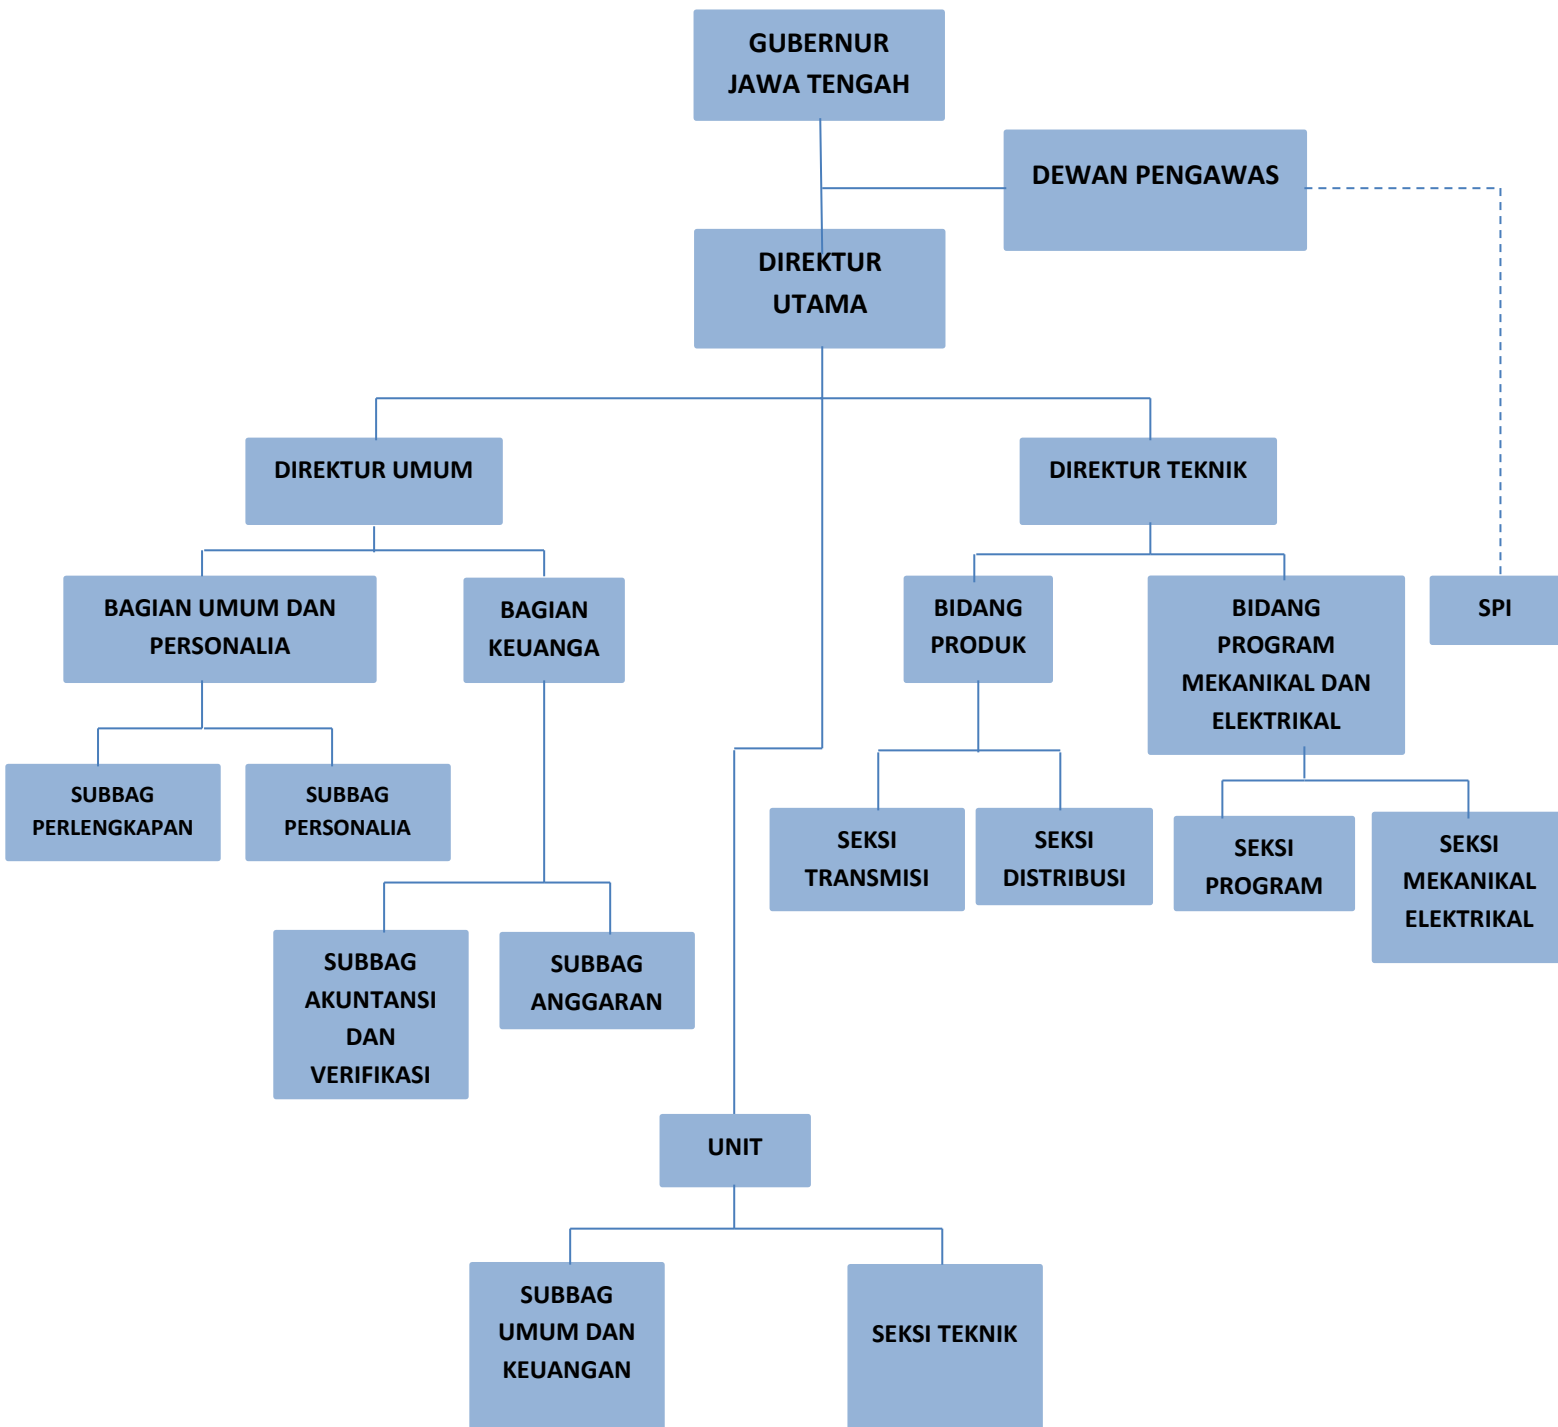 GUBERNUR
JAWA TENGAH
DEWAN PENGAWAS
DIREKTUR
UTAMA
DIREKTUR UMUM
DIREKTUR TEKNIK
BAGIAN UMUM DAN
PERSONALIA
BAGIAN
KEUANGA
BIDANG
PRODUK
BIDANG
PROGRAM
MEKANIKAL DAN
ELEKTRIKAL
SPI
SUBBAG
PERLENGKAPAN
SUBBAG
PERSONALIA
SEKSI
TRANSMISI
SEKSI
DISTRIBUSI
SEKSI
PROGRAM
SEKSI
MEKANIKAL
ELEKTRIKAL
SUBBAG
AKUNTANSI
DAN
VERIFIKASI
SUBBAG
ANGGARAN
UNIT
SUBBAG
UMUM DAN
KEUANGAN
SEKSI TEKNIK